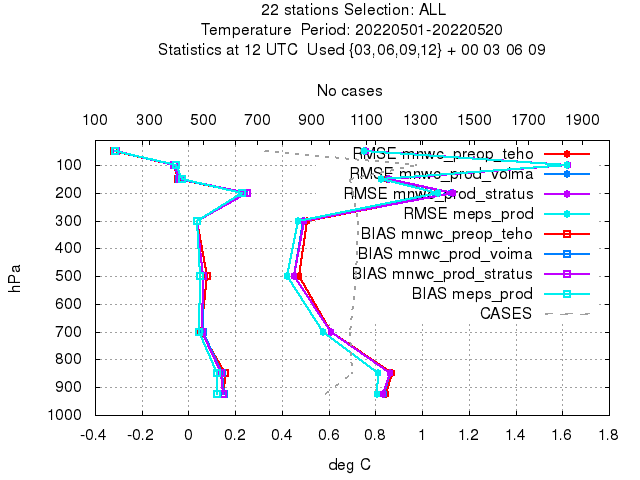 22 stations Selection: ALL
Temperature Period: 20220501-20220520
Statistics at 12 UTC Used {03,06,09,12} + 00 03 06 09
No cases
100 300 500 700 900 1100 1300 1500 1700 1900
RMSE mnwc_preop_teho
100
RMSE mnwc_prod_voima
200
RMSE mnwc_prod_stratus
RMSE meps_prod
300
BIAS mnwc_preop_teho
400
BIAS mnwc_prod_voima
500
BIAS mnwc_prod_stratus
BIAS meps_prod
600
CASES
700
800
900
1000
hPa
-0.4 -0.2 0 0.2 0.4 0.6 0.8 1 1.2 1.4 1.6 1.8
deg C